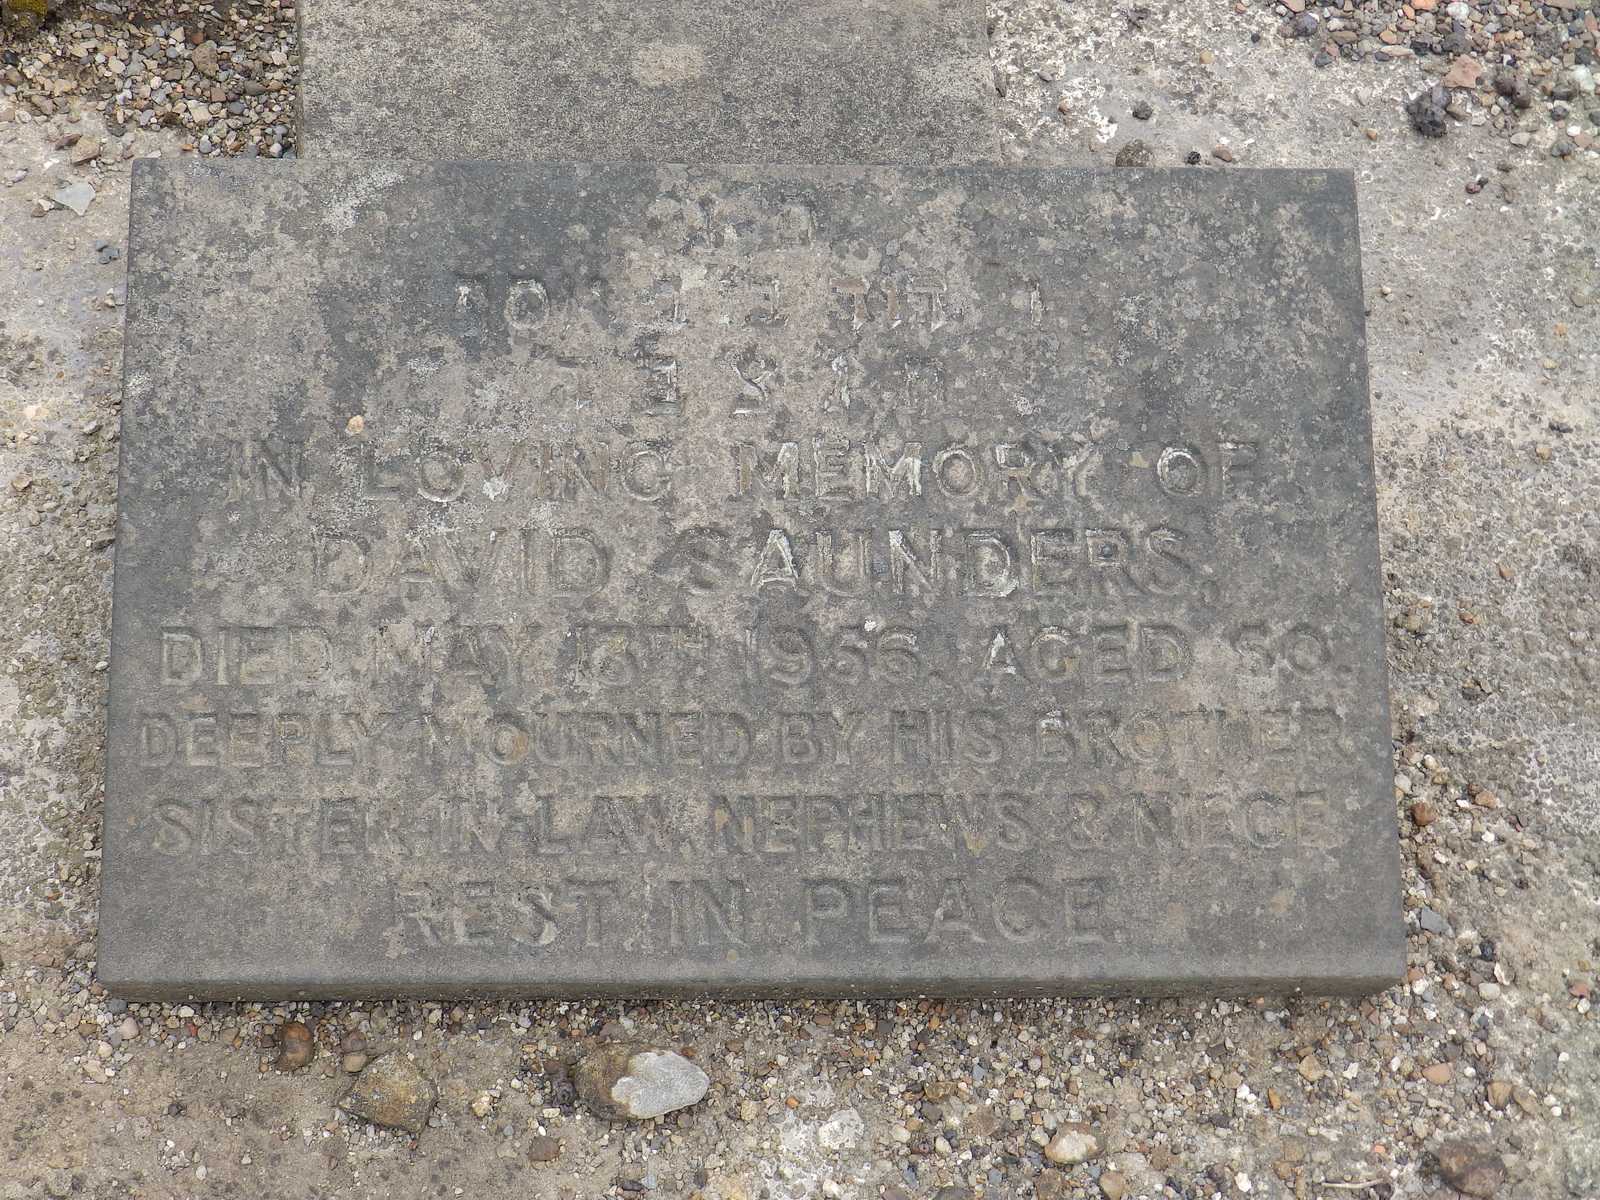 פ נ
IN LOVING MEMORY OF
DAVID SAUNDERS,
DIED MAY 13TH 1956. AGED 50.
DEEPLY MOURNED BY HIS BROTHER
SISTER-IN-LAW, NEPHEWS & NIECE.
REST IN PEACE.